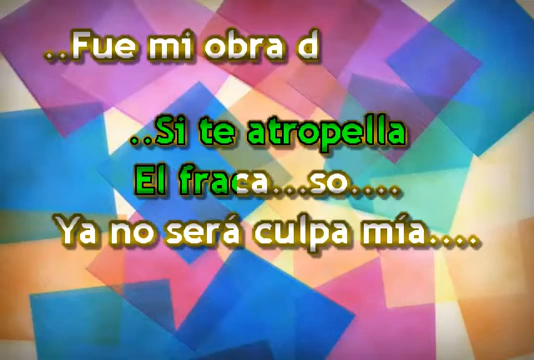 ..Fue mi obra d
..Si te atropella
El fraca...so....
Ya no será culpa mía....